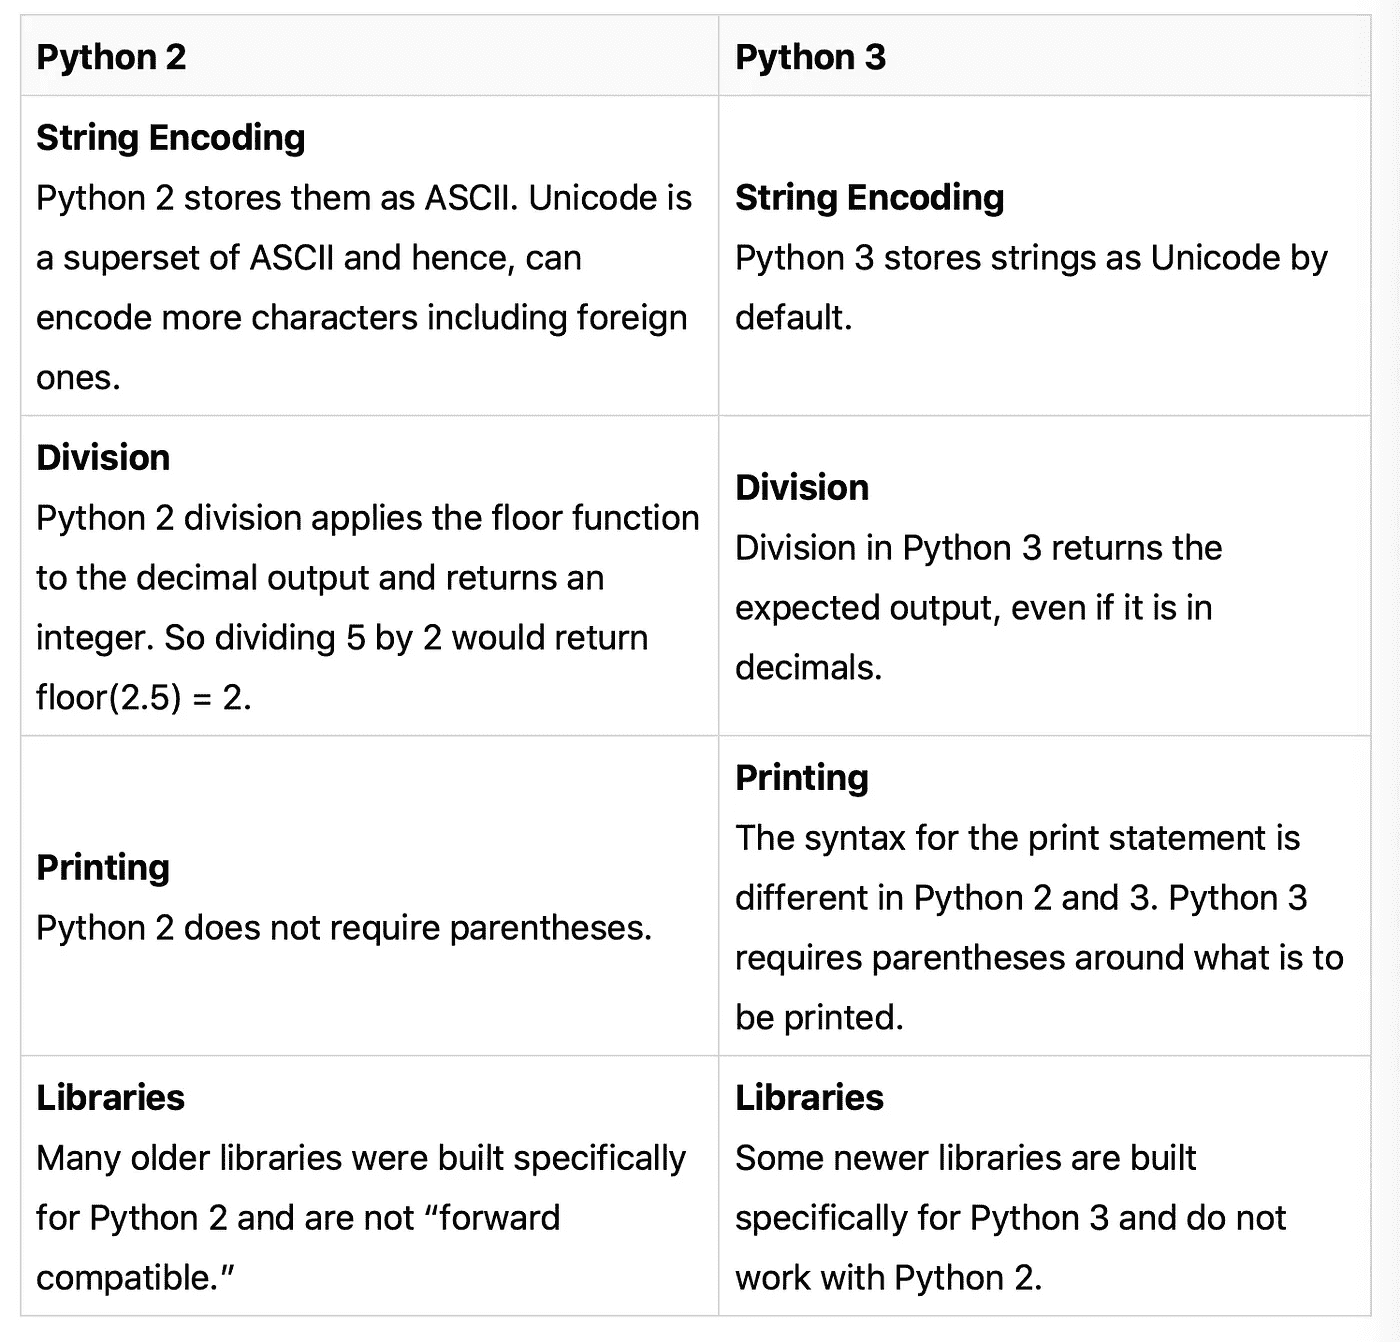 Python 2
Python 3
String Encoding
Python 2 stores them as ASCII. Unicode is
a superset of ASCII and hence, can
encode more characters including foreign
ones.
String Encoding
Python 3 stores strings as Unicode by
default.
Division
Python 2 division applies the floor function
to the decimal output and returns an
integer. So dividing 5 by 2 would return
floor(2.5) = 2.
Division
Division in Python 3 returns the
expected output, even if it is in
decimals.
Printing
Python 2 does not require parentheses.
Printing
The syntax for the print statement is
different in Python 2 and 3. Python 3
requires parentheses around what is to
be printed.
Libraries
Many older libraries were built specifically
for Python 2 and are not “forward
compatible.”
Libraries
Some newer libraries are built
specifically for Python 3 and do not
work with Python 2.